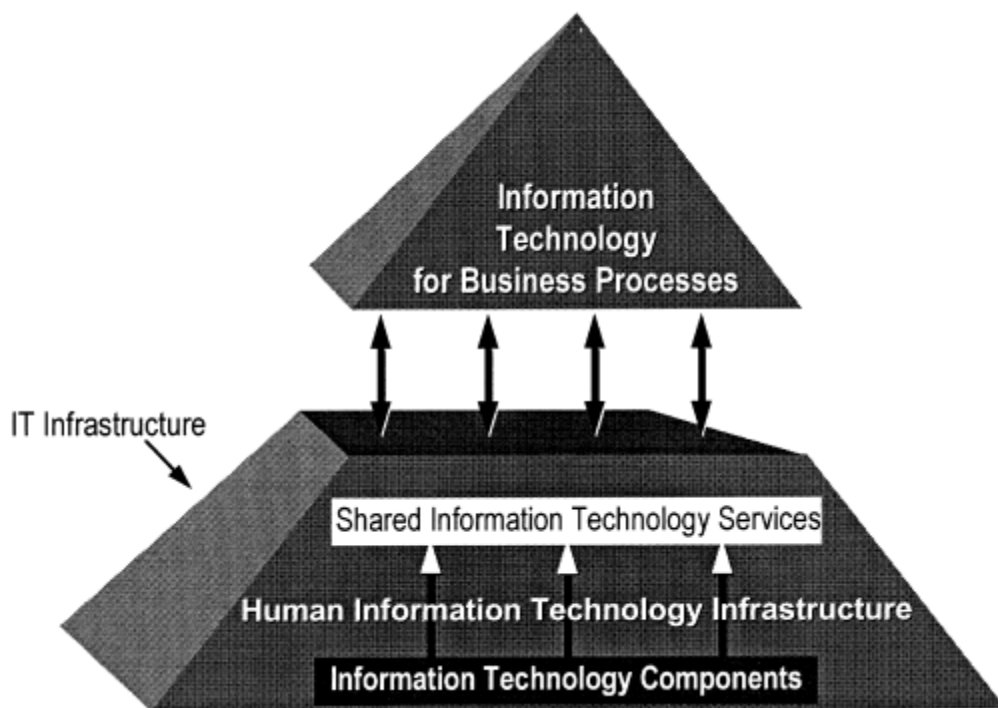 Information
Technology
for Business Processes
IT Infrastructure
Shared Information Technology Services
Human Information Technology Infrastructure
Information Technology Components